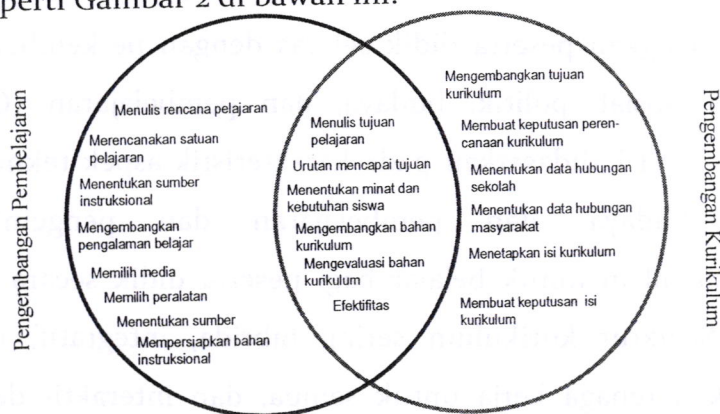 perti Gambar 2 di bawah ini.
Pengembangan Pembelajaran
Menulis rencana pelajaran
Merencanakan satuan
pelajaran
Menentukan sumber
instruksional
Mengembangkan
pengalaman belajar
Memilih media
Memilih peralatan
Menentukan sumber
Mempersiapkan bahan
instruksional
Menulis tujuan
pelajaran
Urutan mencapai tujuan
Menentukan minat dan
kebutuhan siswa
Mengembangkan bahan
kurikulum
Mengevaluasi bahan
kurikulum
Efektifitas
Mengembangkan tujuan
kurikulum
Membuat keputusan peren-
canaan kurikulum
Menentukan data hubungan
sekolah
Menentukan data hubungan
masyarakat
Menetapkan isi kurikulum
Membuat keputusan isi
kurikulum
Pengembangan Kurikulum